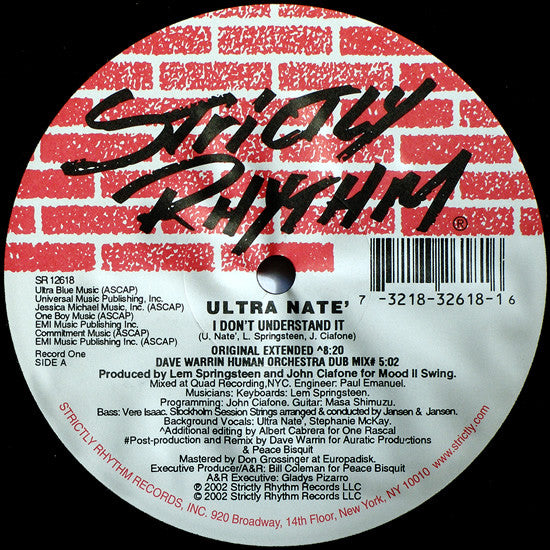 STRICTLY
RHYTHM®
7 -3218-32618-1 6
SR 12618
Ultra Blue Music (ASCAP)
Universal Music Publishing, Inc.
Jessica Michael Music, Inc. (ASCAP)
One Boy Music (ASCAP)
EMI Music Publishing, Inc.
Commitment Music (ASCAP)
EMI Music Publishing, Inc.
Record One
SIDE A
ULTRA NATE'
I DON'T UNDERSTAND IT
(U. Nate', L. Springsteen, J. Ciafone)
ORIGINAL EXTENDED ^8:20
DAVE WARRIN HUMAN ORCHESTRA DUB MIX# 5:02
Produced by Lem Springsteen and John Ciafone for Mood II Swing.
Mixed at Quad Recording,NYC. Engineer: Paul Emanuel.
Musicians: Keyboards: Lem Springsteen.
Programming: John Ciafone. Guitar: Masa Shimuzu.
Bass: Vere Isaac. Stockholm Session Strings arranged & conducted by Jansen & Jansen.
Background Vocals: Ultra Nate', Stephanie McKay.
^Additional editing by Albert Cabrera for One Rascal
#Post-production and Remix by Dave Warrin for Auratic Productions
& Peace Bisquit
Mastered by Don Grossinger at Europadisk.
Executive Producer/A&R: Bill Coleman for Peace Bisquit
A&R Executive: Gladys Pizarro
℗ 2002 Strictly Rhythm Records LLC
© 2002 Strictly Rhythm Records LLC
STRICTLY RHYTHM RECORDS, INC. 920 Broadway, 14th Floor, New York, NY 10010 www.strictly.com